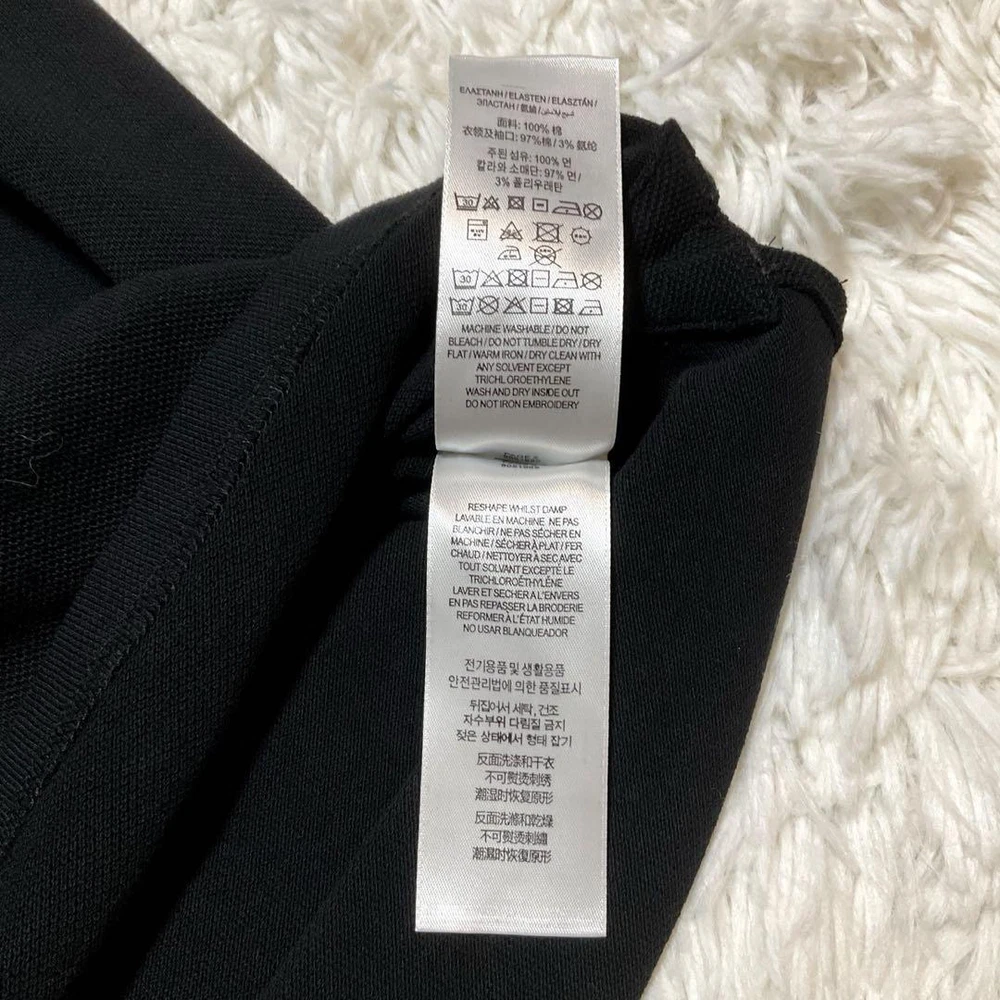 ΕΛΑΣΤΑΝΗ / ELASTEN / ELASZTÁN /
ЭЛАСТАН / 氨綸 /
面料: 100% 棉
衣领及袖口: 97%棉 / 3% 氨纶
주된 섬유: 100% 면
칼라와 소매단: 97% 면 /
3% 폴리우레탄
30
30
30
MACHINE WASHABLE / DO NOT
BLEACH / DO NOT TUMBLE DRY / DRY
FLAT / WARM IRON / DRY CLEAN WITH
ANY SOLVENT EXCEPT
TRICHLOROETHYLENE
WASH AND DRY INSIDE OUT
DO NOT IRON EMBROIDERY
RESHAPE WHILST DAMP
LAVABLE EN MACHINE NE PAS
BLANCHIR / NE PAS SÉCHER EN
MACHINE / SÉCHER À PLAT / FER
CHAUD / NETTOYER À SEC AVEC
TOUT SOLVANT EXCEPTÉ LE
TRICHLOROÉTHYLÈNE
LAVER ET SECHER A L'ENVERS
EN PAS REPASSER LA BRODERIE
REFORMER À L'ÉTAT HUMIDE
NO USAR BLANQUEADOR
전기용품 및 생활용품
안전관리법에 의한 품질표시
뒤집어서 세탁, 건조
자수부위 다림질 금지
젖은 상태에서 형태 잡기
反面洗涤和干衣
不可熨烫刺绣
潮湿时恢复原形
反面洗滌和乾燥
不可熨烫刺繡
潮濕时恢復原形